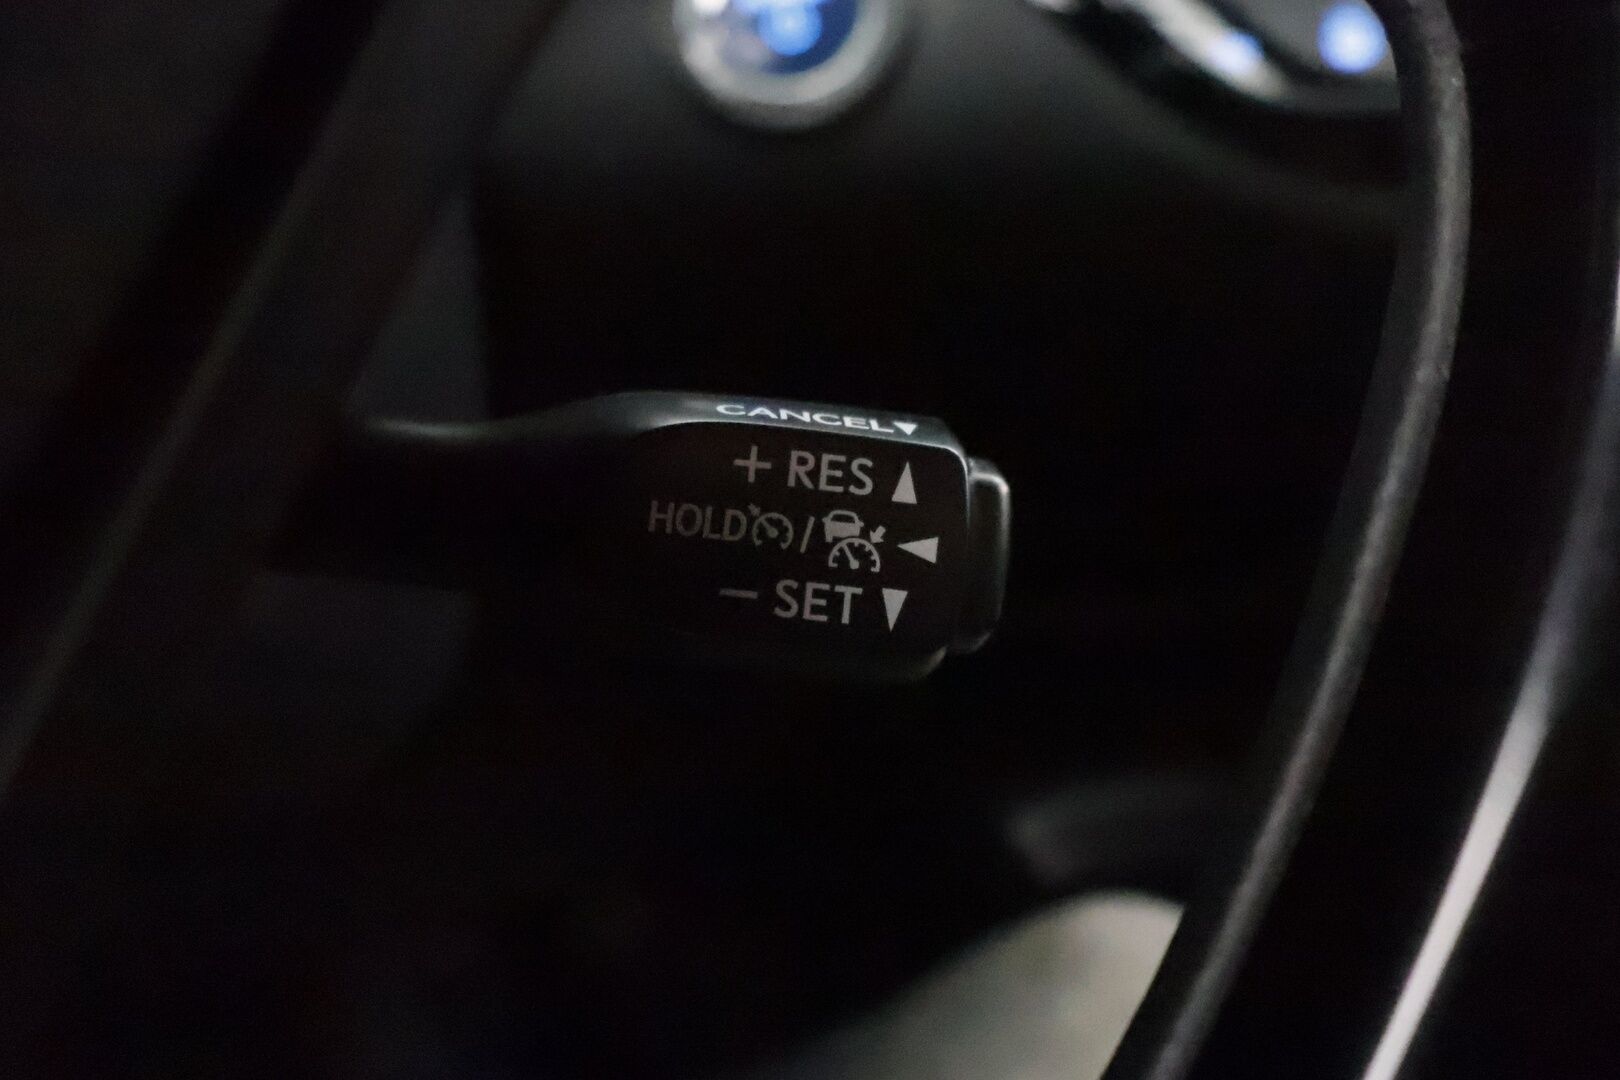 CANCEL▼
+ RES ▲
HOLD / ◀
− SET ▼